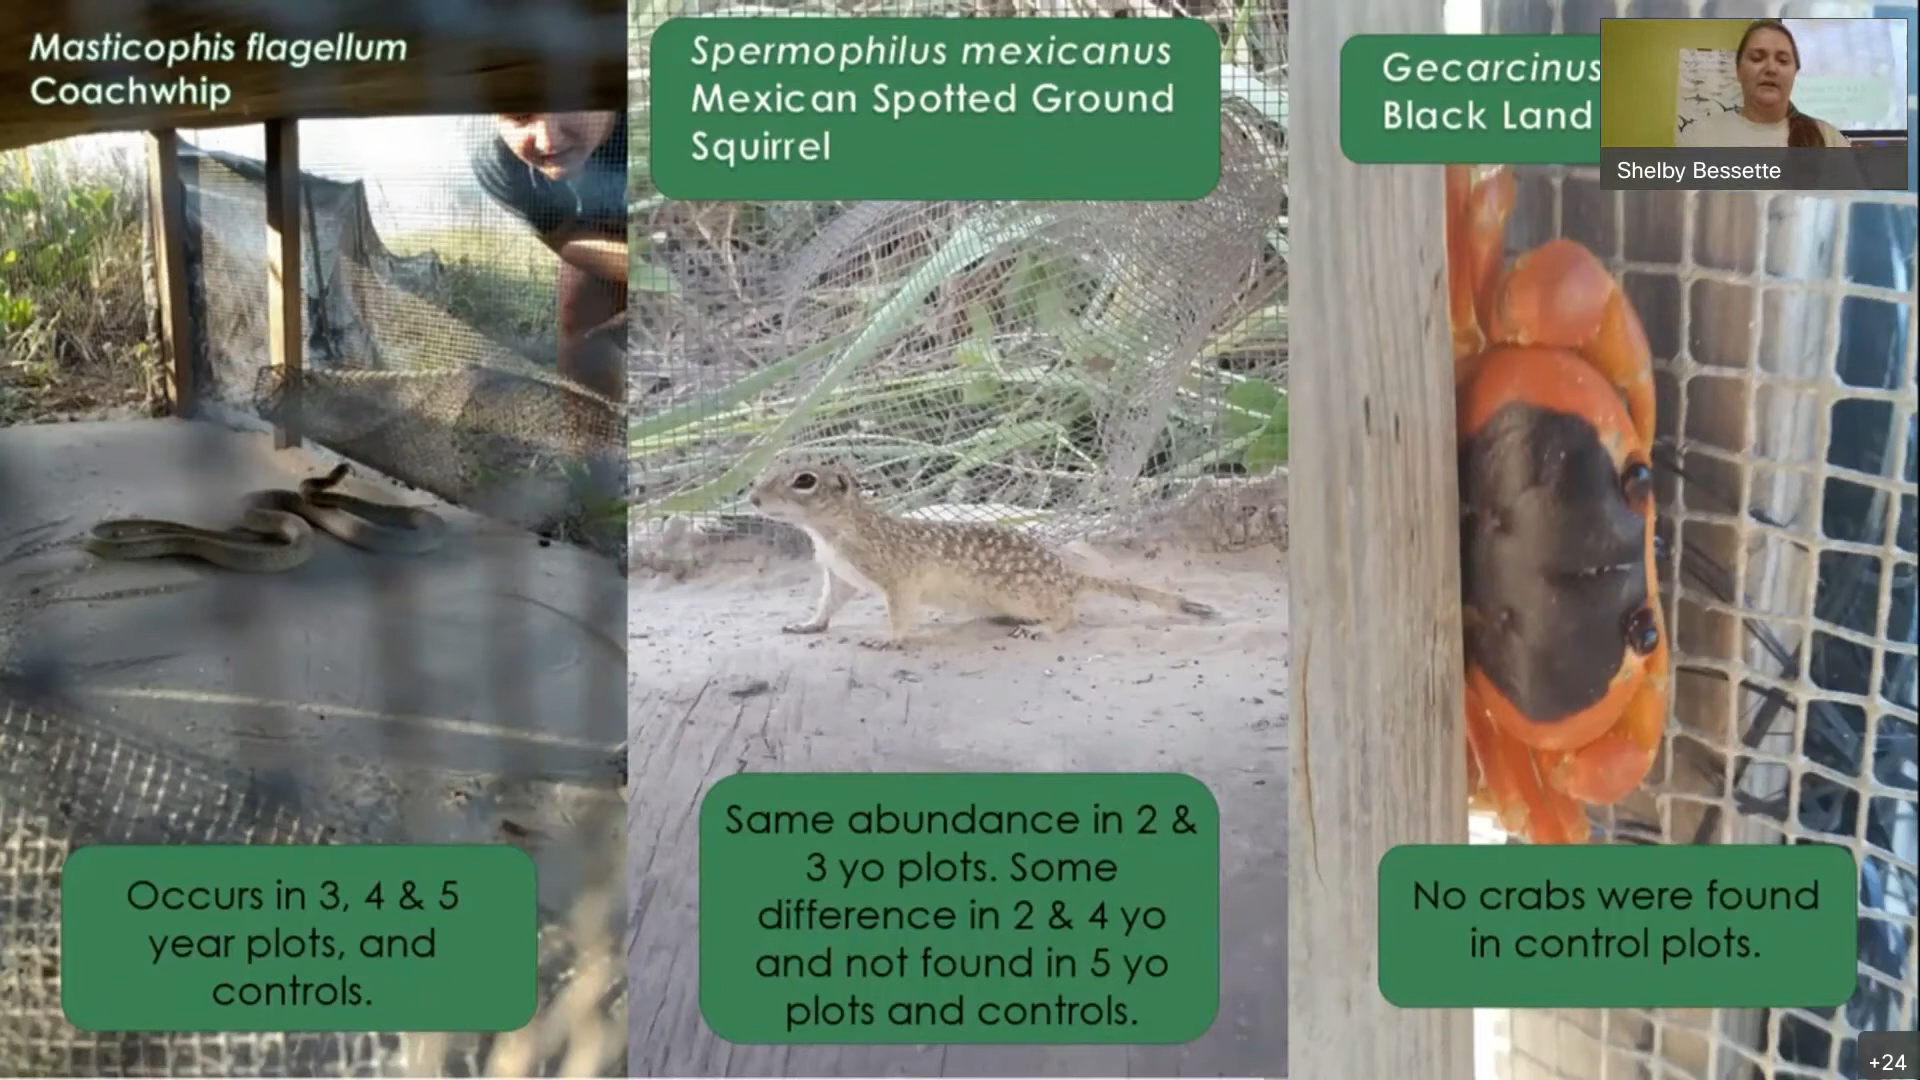 Masticophis flagellum
Coachwhip
Spermophilus mexicanus
Mexican Spotted Ground
Squirrel
Gecarcinus
Black Land
Shelby Bessette
Occurs in 3, 4 & 5
year plots, and
controls.
Same abundance in 2 &
3 yo plots. Some
difference in 2 & 4 yo
and not found in 5 yo
plots and controls.
No crabs were found
in control plots.
+24